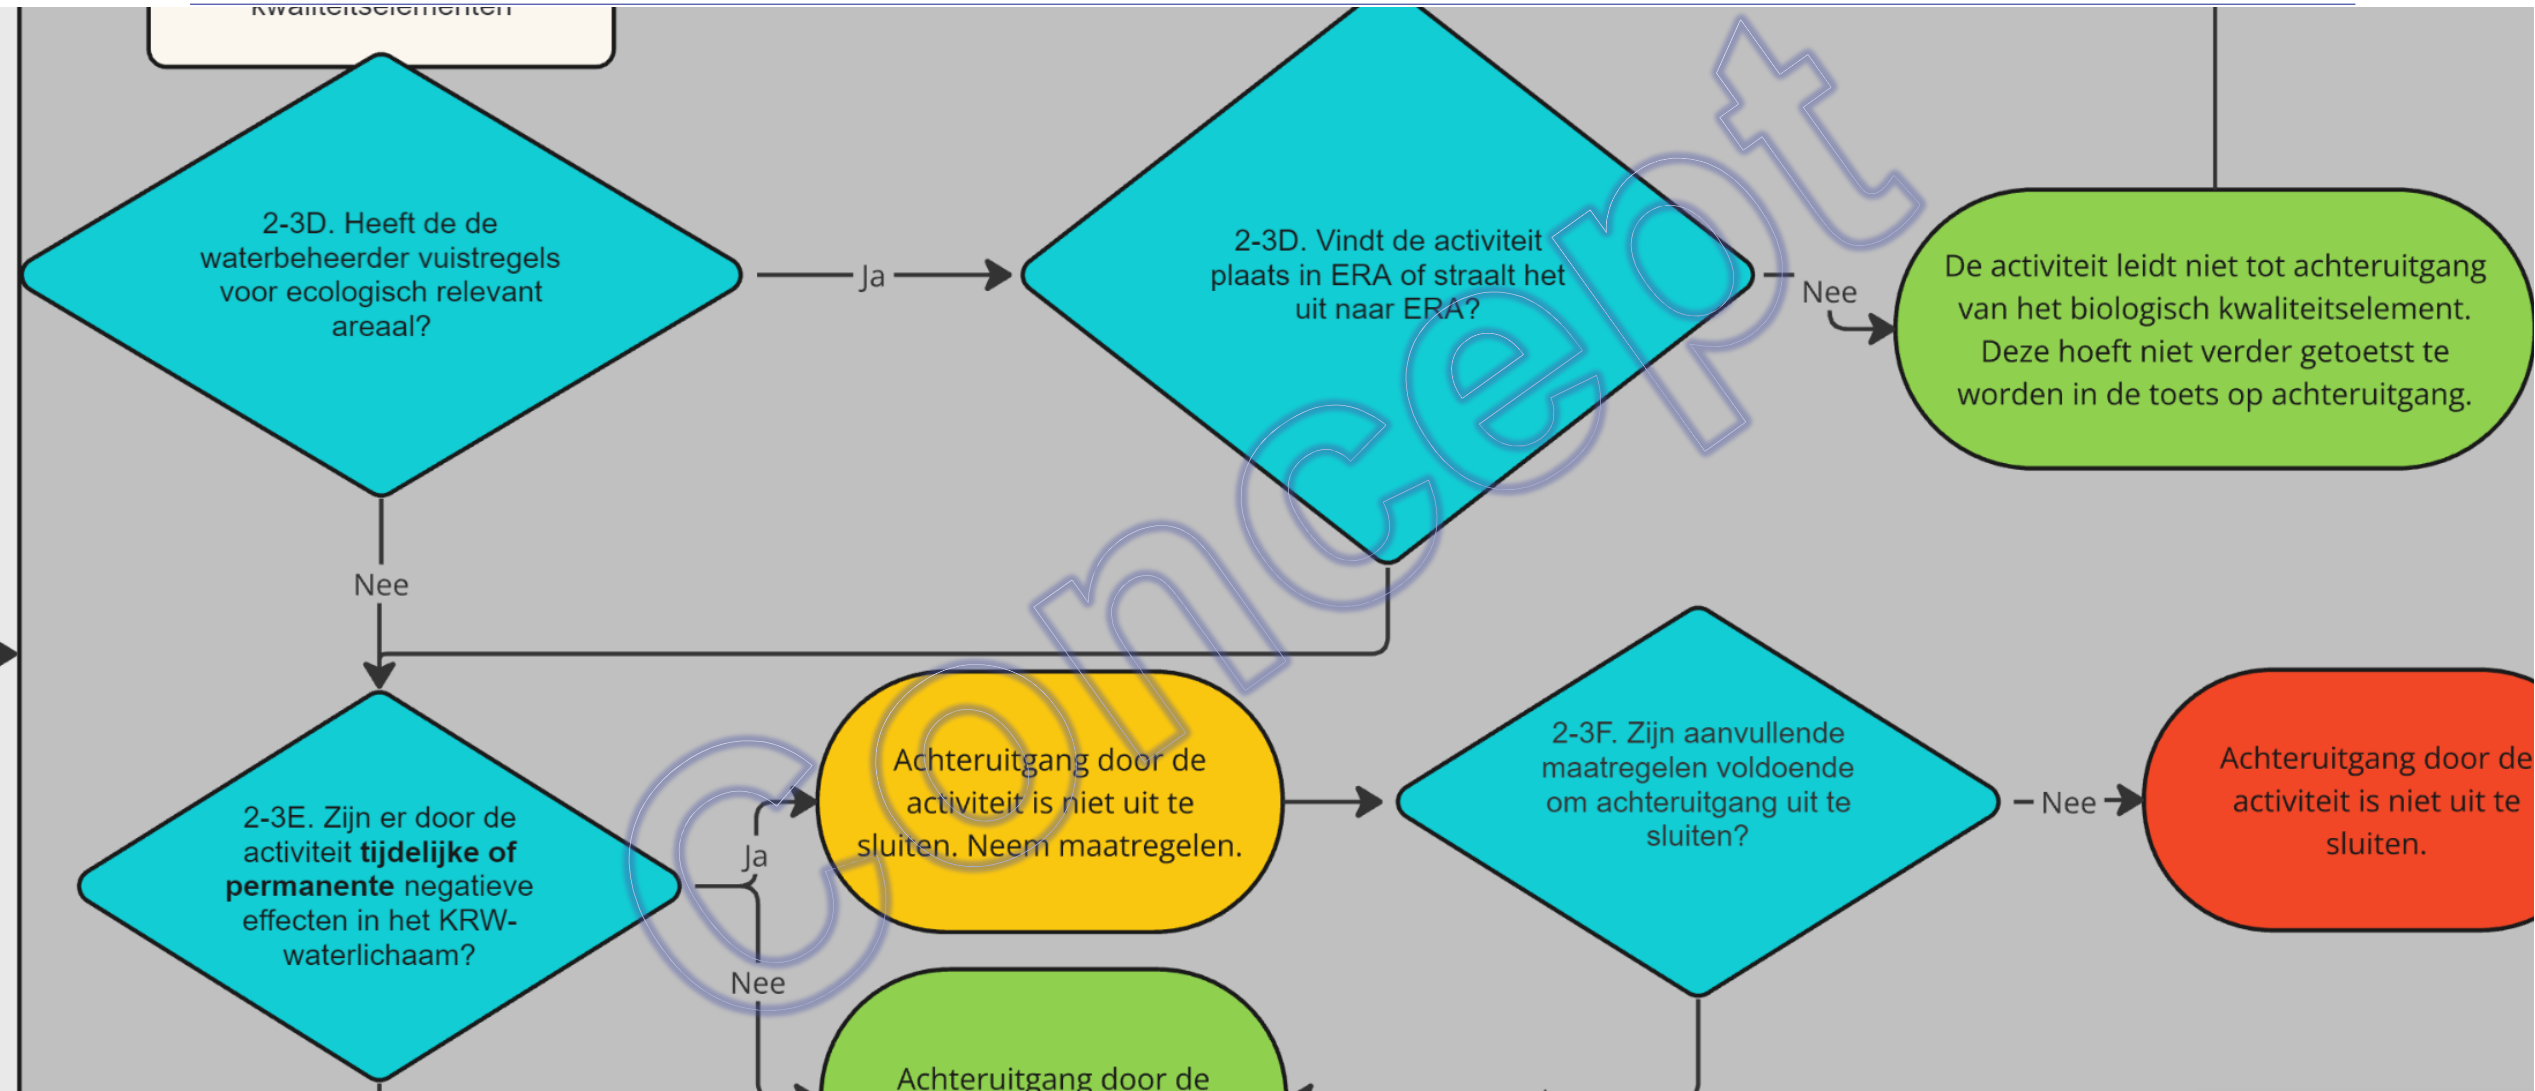 kwaliteitselementen
2-3D. Heeft de de
waterbeheerder vuistregels
voor ecologisch relevant
areaal?
Ja
2-3D. Vindt de activiteit
plaats in ERA of straalt het
uit naar ERA?
Nee
De activiteit leidt niet tot achteruitgang
van het biologisch kwaliteitselement.
Deze hoeft niet verder getoetst te
worden in de toets op achteruitgang.
Nee
2-3E. Zijn er door de
activiteit tijdelijke of
permanente negatieve
effecten in het KRW-
waterlichaam?
Ja
Nee
Achteruitgang door de
activiteit is niet uit te
sluiten. Neem maatregelen.
2-3F. Zijn aanvullende
maatregelen voldoende
om achteruitgang uit te
sluiten?
Nee
Achteruitgang door de
activiteit is niet uit te
sluiten.
Achteruitgang door de
Concept